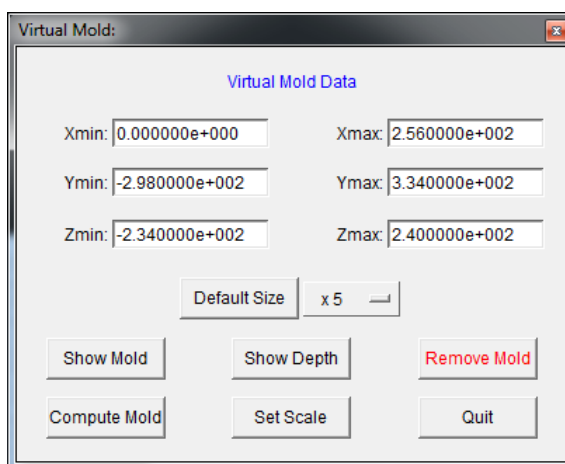 Virtual Mold:
Virtual Mold Data
Xmin: 0.000000e+000 Xmax: 2.560000e+002
Ymin: -2.980000e+002 Ymax: 3.340000e+002
Zmin: -2.340000e+002 Zmax: 2.400000e+002
Default Size x 5
Show Mold Show Depth Remove Mold
Compute Mold Set Scale Quit